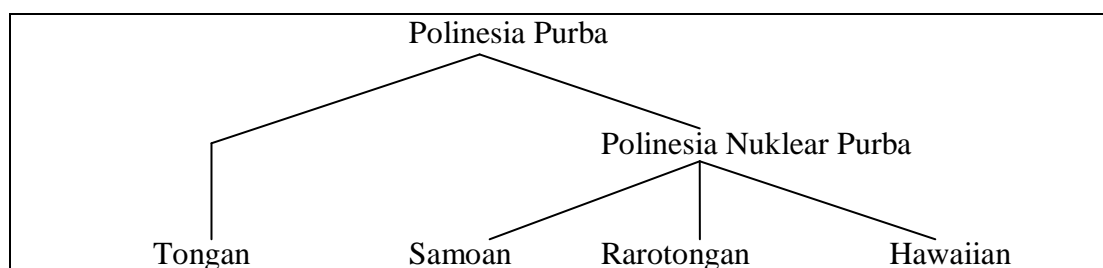 Polinesia Purba
Polinesia Nuklear Purba
Tongan Samoan Rarotongan Hawaiian